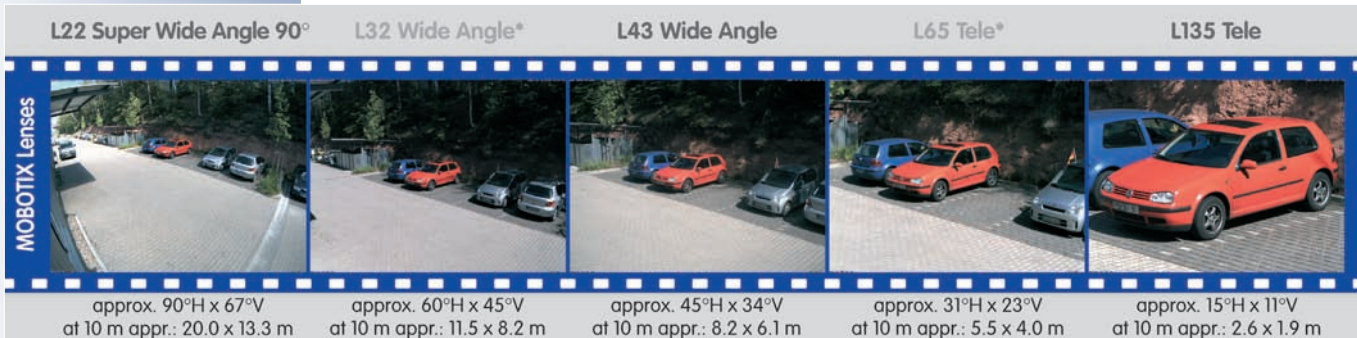 L22 Super Wide Angle 90° L32 Wide Angle* L43 Wide Angle L65 Tele* L135 Tele
MOBOTIX Lenses
approx. 90°H x 67°V approx. 60°H x 45°V approx. 45°H x 34°V approx. 31°H x 23°V approx. 15°H x 11°V
at 10 m appr.: 20.0 x 13.3 m at 10 m appr.: 11.5 x 8.2 m at 10 m appr.: 8.2 x 6.1 m at 10 m appr.: 5.5 x 4.0 m at 10 m appr.: 2.6 x 1.9 m